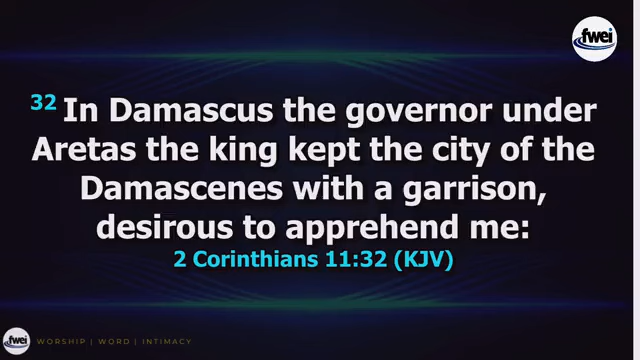 fwei
32 In Damascus the governor under
Aretas the king kept the city of the
Damascenes with a garrison,
desirous to apprehend me:
2 Corinthians 11:32 (KJV)
fwei
WORSHIP | WORD | INTIMACY